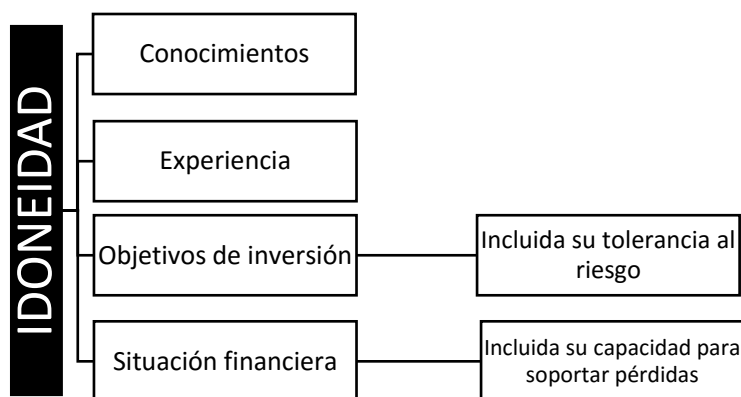 IDONEIDAD
Conocimientos
Experiencia
Objetivos de inversión
Incluida su tolerancia al
riesgo
Situación financiera
Incluida su capacidad para
soportar pérdidas